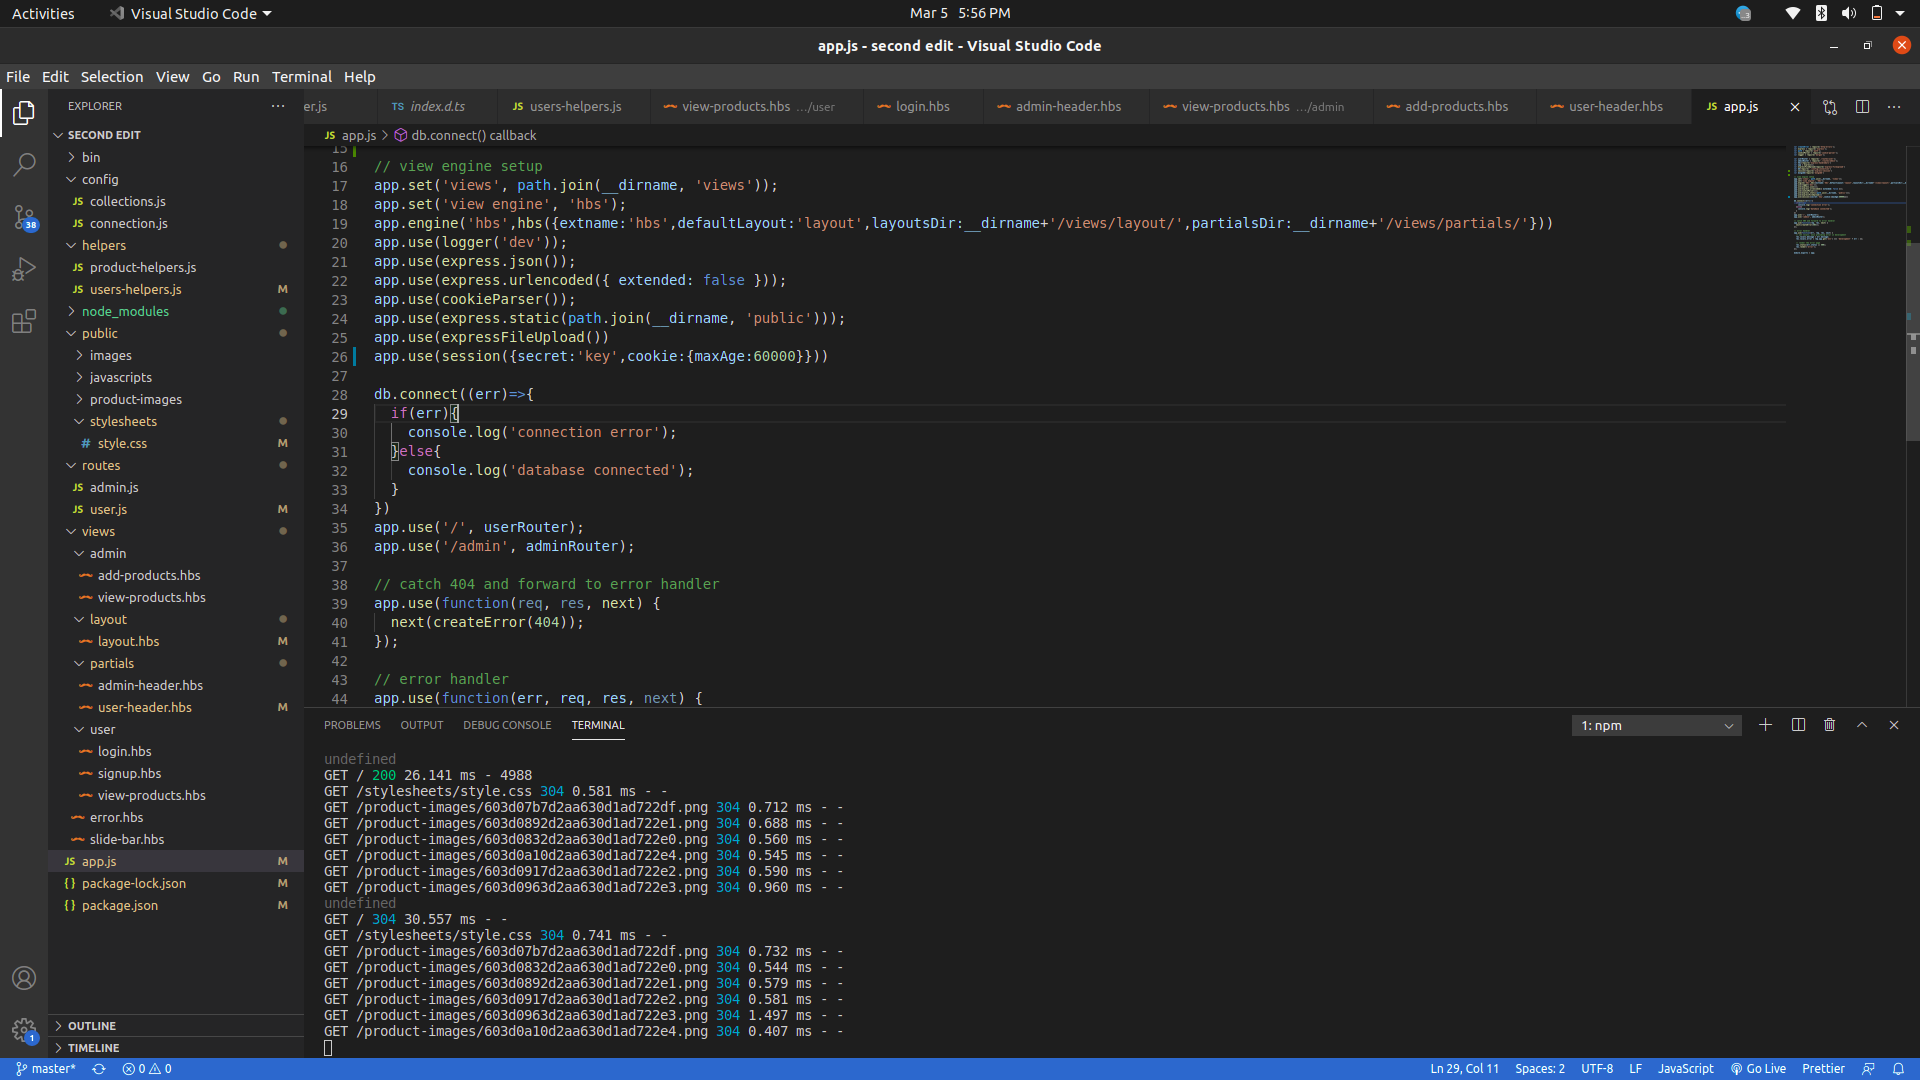 Activities
Visual Studio Code
Mar 5 5:56 PM
app.js - second edit - Visual Studio Code
File Edit Selection View Go Run Terminal Help
EXPLORER
er.js
TS index.d.ts
JS users-helpers.js
view-products.hbs .../user
login.hbs
admin-header.hbs
view-products.hbs .../admin
add-products.hbs
user-header.hbs
JS app.js
JS app.js > db.connect() callback
SECOND EDIT
bin
config
JS collections.js
JS connection.js
38
helpers
JS product-helpers.js
JS users-helpers.js M
node_modules
public
images
javascripts
product-images
stylesheets
# style.css M
routes
JS admin.js
JS user.js M
views
admin
add-products.hbs
view-products.hbs
layout
layout.hbs M
partials
admin-header.hbs
user-header.hbs M
user
login.hbs
signup.hbs
view-products.hbs
error.hbs
slide-bar.hbs
JS app.js M
{} package-lock.json M
{} package.json M
OUTLINE
TIMELINE
1
15
16 // view engine setup
17 app.set('views', path.join(__dirname, 'views'));
18 app.set('view engine', 'hbs');
19 app.engine('hbs',hbs({extname:'hbs',defaultLayout:'layout',layoutsDir:__dirname+'/views/layout/',partialsDir:__dirname+'/views/partials/'}))
20 app.use(logger('dev'));
21 app.use(express.json());
22 app.use(express.urlencoded({ extended: false }));
23 app.use(cookieParser());
24 app.use(express.static(path.join(__dirname, 'public')));
25 app.use(expressFileUpload())
26 app.use(session({secret:'key',cookie:{maxAge:60000}}))
27
28 db.connect((err)=>{
29 if(err){
30 console.log('connection error');
31 }else{
32 console.log('database connected');
33 }
34 })
35 app.use('/', userRouter);
36 app.use('/admin', adminRouter);
37
38 // catch 404 and forward to error handler
39 app.use(function(req, res, next) {
40 next(createError(404));
41 });
42
43 // error handler
44 app.use(function(err, req, res, next) {
PROBLEMS OUTPUT DEBUG CONSOLE TERMINAL
1: npm
undefined
GET / 200 26.141 ms - 4988
GET /stylesheets/style.css 304 0.581 ms - -
GET /product-images/603d07b7d2aa630d1ad722df.png 304 0.712 ms - -
GET /product-images/603d0892d2aa630d1ad722e1.png 304 0.688 ms - -
GET /product-images/603d0832d2aa630d1ad722e0.png 304 0.560 ms - -
GET /product-images/603d0a10d2aa630d1ad722e4.png 304 0.545 ms - -
GET /product-images/603d0917d2aa630d1ad722e2.png 304 0.590 ms - -
GET /product-images/603d0963d2aa630d1ad722e3.png 304 0.960 ms - -
undefined
GET / 304 30.557 ms - -
GET /stylesheets/style.css 304 0.741 ms - -
GET /product-images/603d07b7d2aa630d1ad722df.png 304 0.732 ms - -
GET /product-images/603d0832d2aa630d1ad722e0.png 304 0.544 ms - -
GET /product-images/603d0892d2aa630d1ad722e1.png 304 0.579 ms - -
GET /product-images/603d0917d2aa630d1ad722e2.png 304 0.581 ms - -
GET /product-images/603d0963d2aa630d1ad722e3.png 304 1.497 ms - -
GET /product-images/603d0a10d2aa630d1ad722e4.png 304 0.407 ms - -
master* 0 0
Ln 29, Col 11 Spaces: 2 UTF-8 LF JavaScript Go Live Prettier